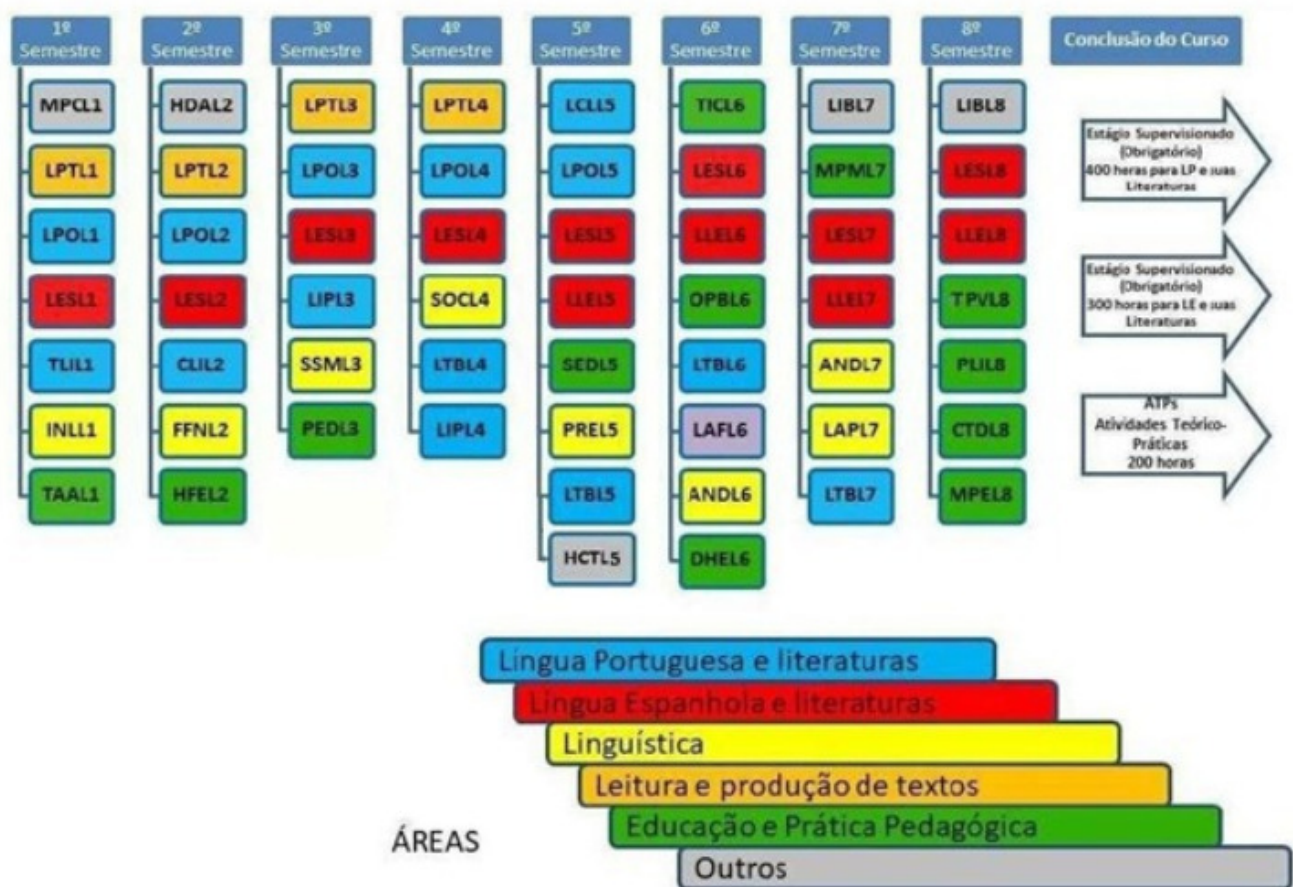 1º
Semestre
2º
Semestre
3º
Semestre
4º
Semestre
5º
Semestre
6º
Semestre
7º
Semestre
8º
Semestre
Conclusão do Curso
MPCL1
LPTL1
LPOL1
LESL1
TLIL1
INLL1
TAAL1
HDAL2
LPTL2
LPOL2
LESL2
CLIL2
FFNL2
HFEL2
LPTL3
LPOL3
LESL3
LIPL3
SSML3
PEDL3
LPTL4
LPOL4
LESL4
SOCL4
LTBL4
LIPL4
LCLL5
LPOL5
LESL5
LLEL5
SEDL5
PREL5
LTBL5
HCTL5
TICL6
LESL6
LLEL6
OPBL6
LTBL6
LAFL6
ANDL6
DHEL6
LIBL7
MPML7
LESL7
LLEL7
ANDL7
LAPL7
LTBL7
LIBL8
LESL8
LLEL8
TPVL8
PLIL8
CTDL8
MPEL8
Estágio Supervisionado
(Obrigatório)
400 horas para LP e suas
Literaturas
Estágio Supervisionado
(Obrigatório)
300 horas para LE e suas
Literaturas
ATPs
Atividades Teórico-
Práticas
200 horas
Língua Portuguesa e literaturas
Língua Espanhola e literaturas
Linguística
Leitura e produção de textos
Educação e Prática Pedagógica
Outros
ÁREAS